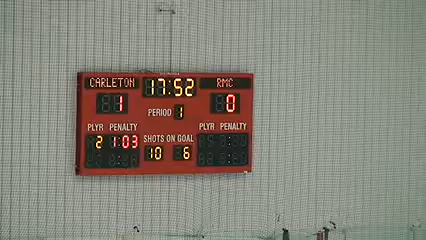 CARLETON 17:52 RMC
1 PERIOD 1 0
PLYR PENALTY SHOTS ON GOAL PLYR PENALTY
2 1:03 10 6